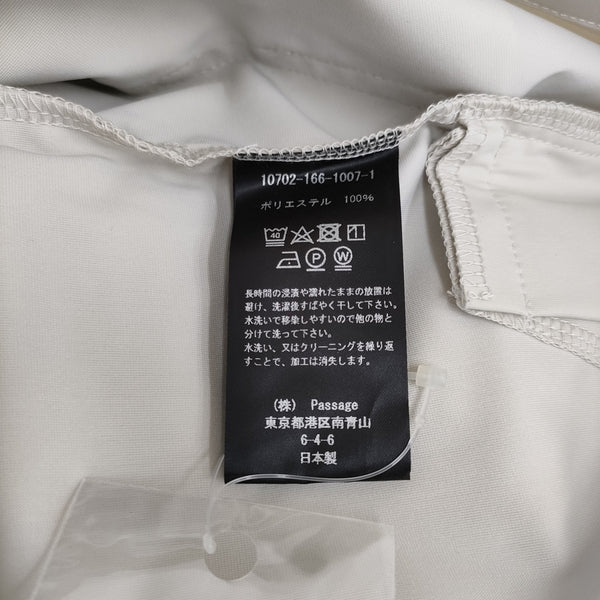 10702-166-1007-1
ポリエステル 100%
40
P W
長時間の浸漬や濡れたままの放置は
避け、洗濯後すばやく干して下さい。
水洗いで移染しやすいので他の物と
分けて洗って下さい。
水洗い、又はクリーニングを繰り返
すことで、加工は消失します。
(株) Passage
東京都港区南青山
6-4-6
日本製